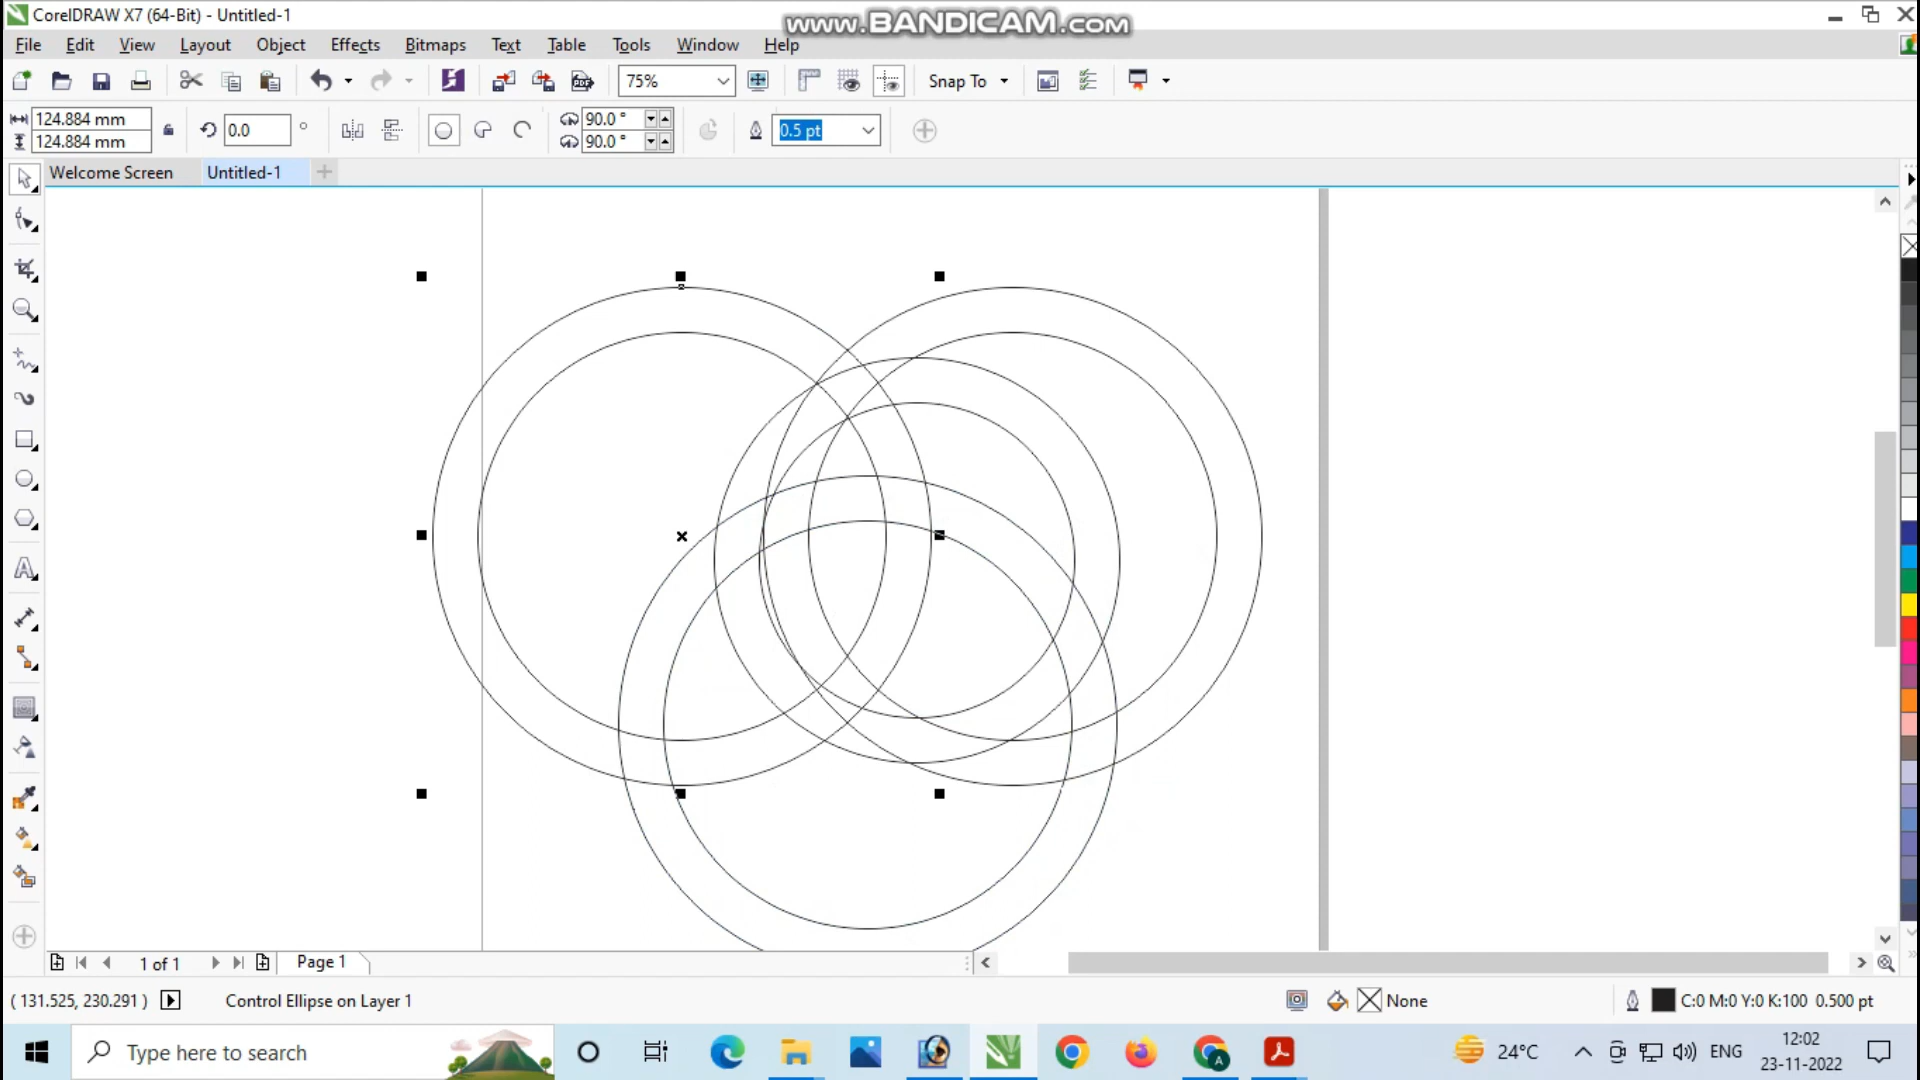 CorelDRAW X7 (64-Bit) - Untitled-1
www.BANDICAM.com
File Edit View Layout Object Effects Bitmaps Text Table Tools Window Help
75%
Snap To
124.884 mm
124.884 mm
0.0 °
90.0 °
90.0 °
0.5 pt
Welcome Screen
Untitled-1
1 of 1
Page 1
( 131.525, 230.291 )
Control Ellipse on Layer 1
None
C:0 M:0 Y:0 K:100 0.500 pt
Type here to search
A
24°C
ENG
12:02
23-11-2022